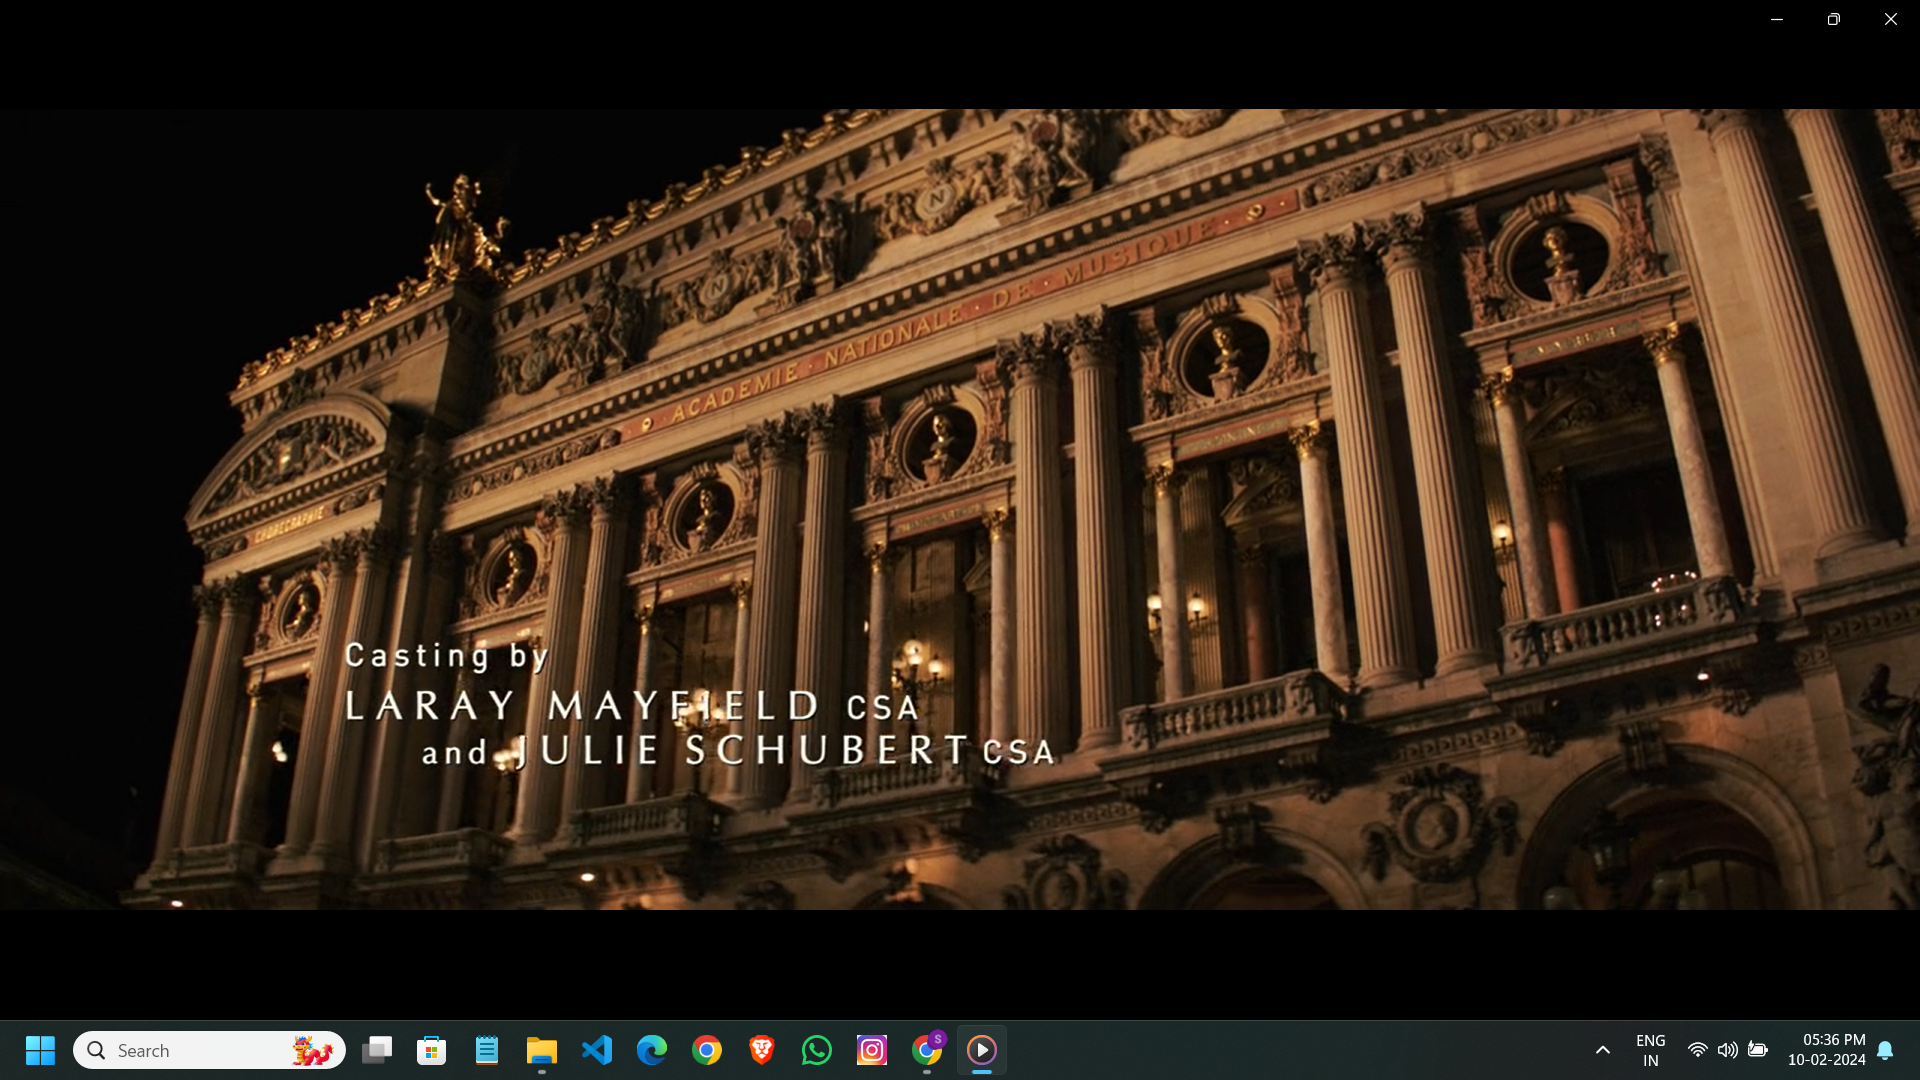 N
N
ACADEMIE · NATIONALE · DE · MUSIQUE
CHOREGRAPHIE
Casting by
LARAY MAYFIELD CSA
and JULIE SCHUBERT CSA
Search
S
ENG
IN
05:36 PM
10-02-2024